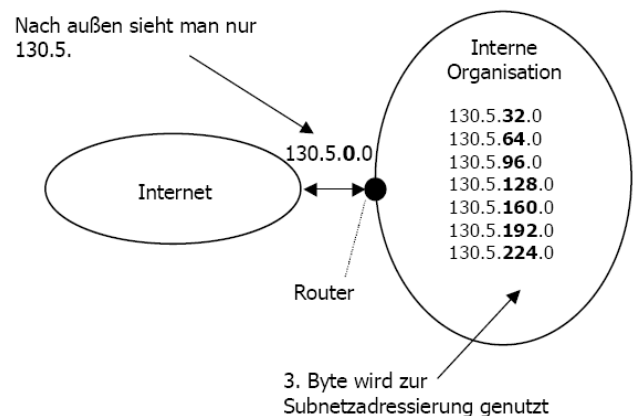 Nach außen sieht man nur
130.5.
Interne
Organisation
130.5.32.0
130.5.64.0
130.5.96.0
130.5.128.0
130.5.160.0
130.5.192.0
130.5.224.0
130.5.0.0
Internet
Router
3. Byte wird zur
Subnetzadressierung genutzt